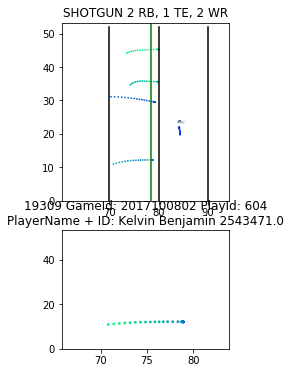 SHOTGUN 2 RB, 1 TE, 2 WR
50
40
30
20
10
0
70 80 90
19309 GameId: 2017100802 PlayId: 604
PlayerName + ID: Kelvin Benjamin 2543471.0
40
20
0
70 75 80